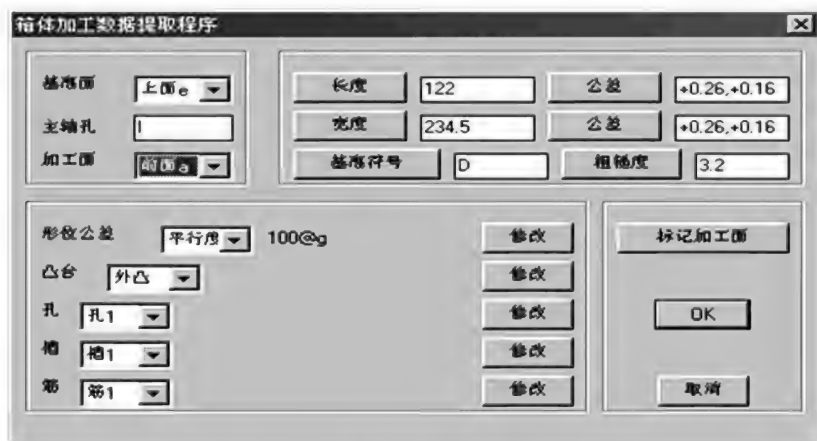 箱体加工数据提取程序
基准面 上面e 长度 122 公差 +0.26,+0.16
主轴孔 I 宽度 234.5 公差 +0.26,+0.16
加工面 前面a 基准符号 D 粗糙度 3.2
形位公差 平行度 100@g 修改 标记加工面
凸台 外凸 修改
孔 孔1 修改 OK
槽 槽1 修改
筋 筋1 修改 取消